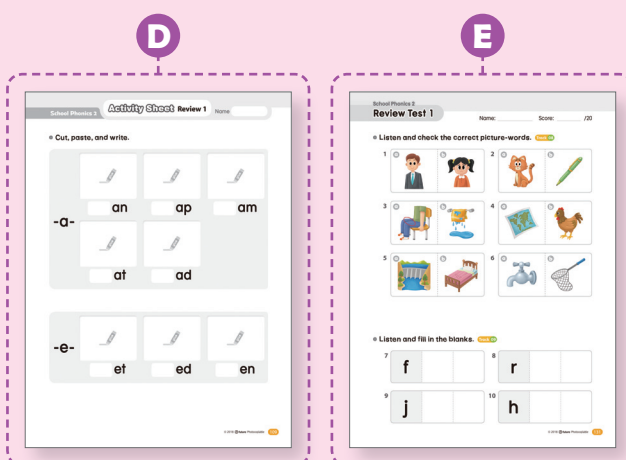 D
School Phonics 2
Activity Sheet Review 1
Name
Cut, paste, and write.
-a-
an
ap
am
at
ad
-e-
et
ed
en
E
School Phonics 2
Review Test 1
Name:
Score:
/20
Listen and check the correct picture-words.
1
a
b
2
a
b
3
a
b
4
a
b
5
a
b
6
a
b
Listen and fill in the blanks.
7
f
8
r
9
j
10
h